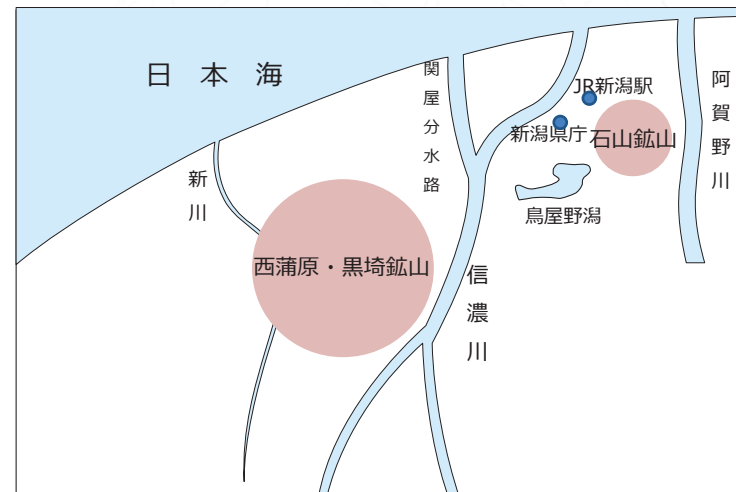 日本海
関屋分水路
JR新潟駅
阿賀野川
新潟県庁
石山鉱山
新川
鳥屋野潟
西蒲原・黒埼鉱山
信濃川